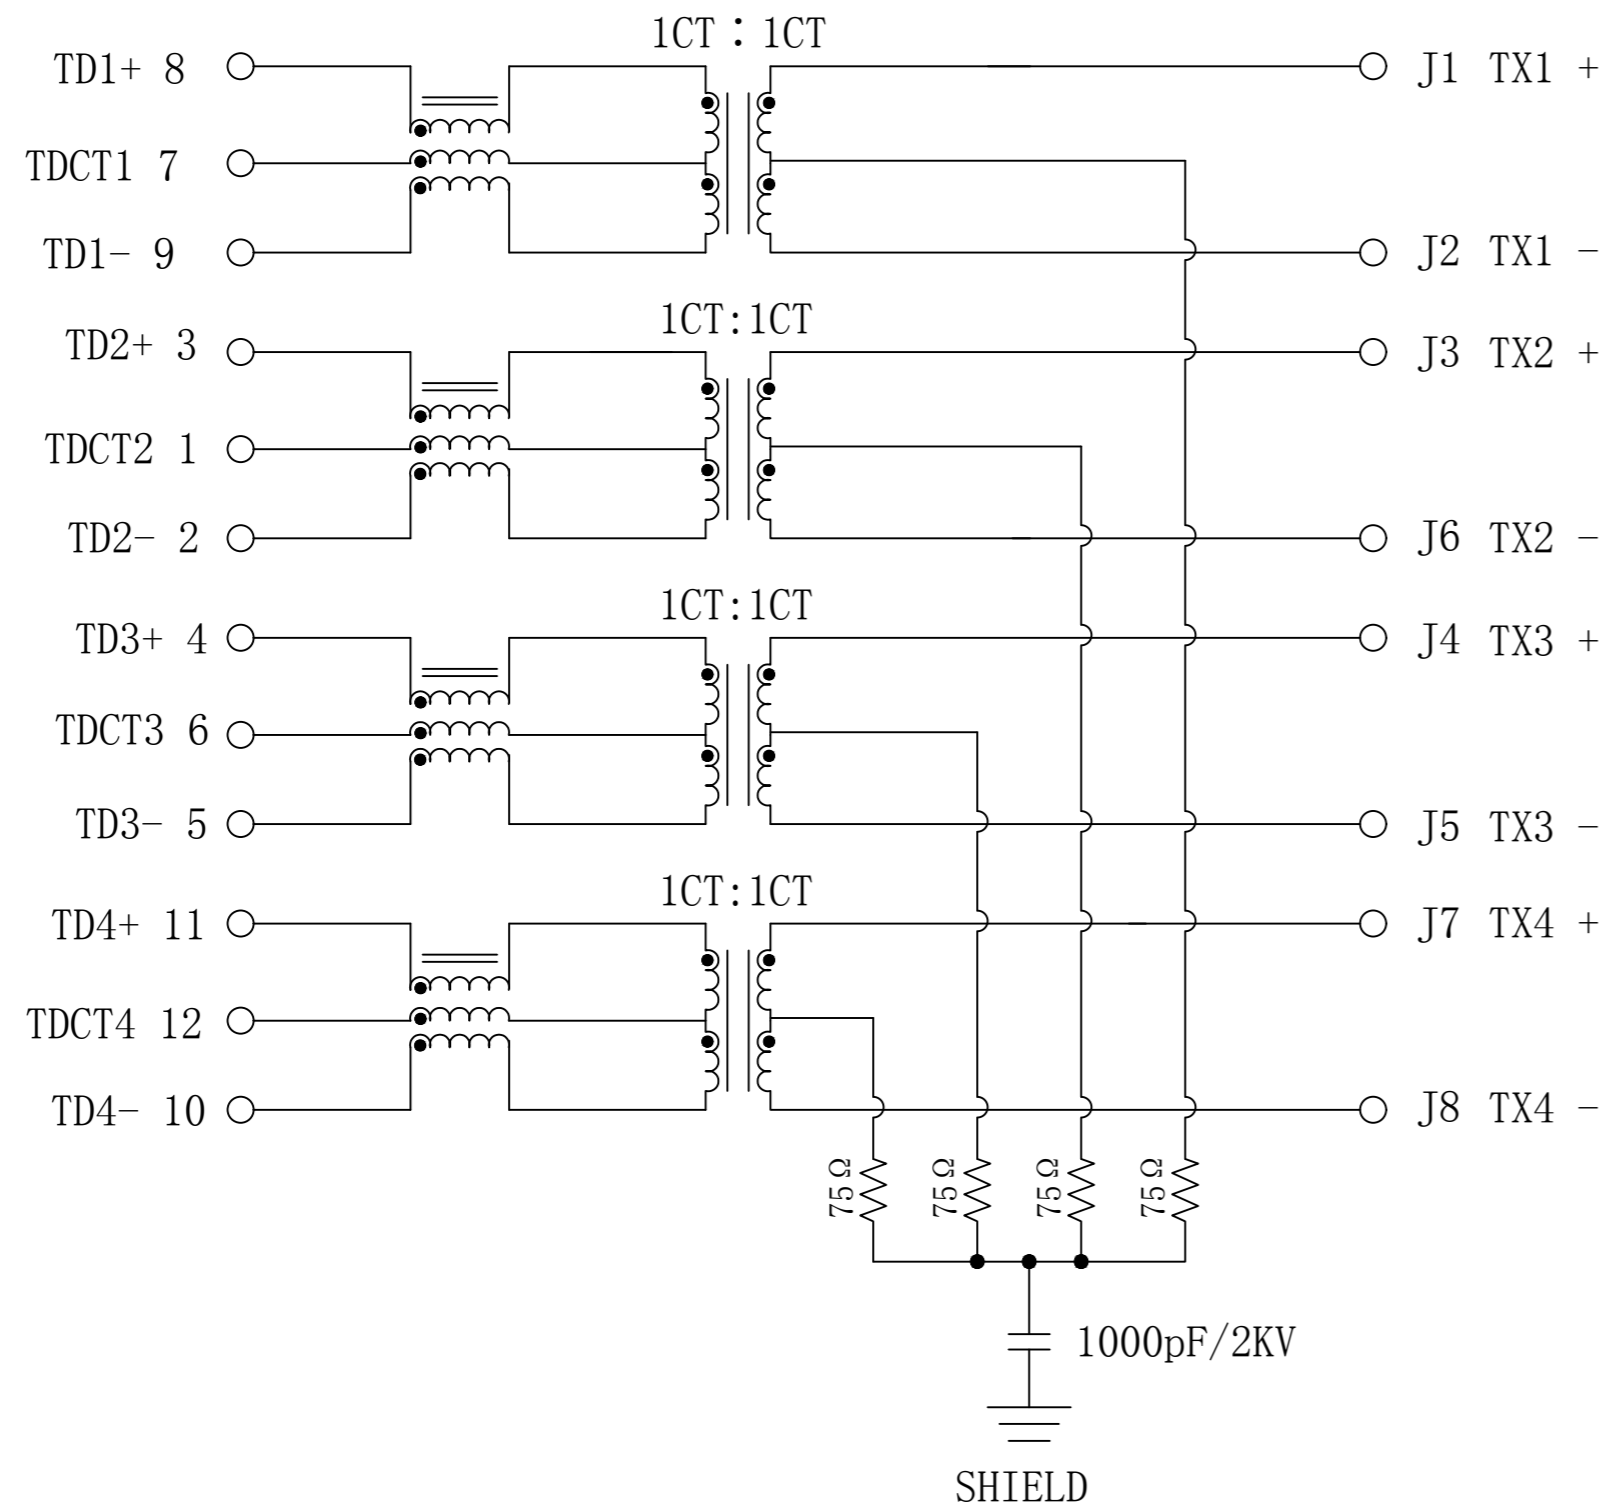 1CT : 1CT
TD1+ 8
J1 TX1 +
TDCT1 7
TD1- 9
J2 TX1 -
1CT:1CT
TD2+ 3
J3 TX2 +
TDCT2 1
TD2- 2
J6 TX2 -
1CT:1CT
TD3+ 4
J4 TX3 +
TDCT3 6
TD3- 5
J5 TX3 -
1CT:1CT
TD4+ 11
J7 TX4 +
TDCT4 12
TD4- 10
J8 TX4 -
75Ω
75Ω
75Ω
75Ω
1000pF/2KV
SHIELD